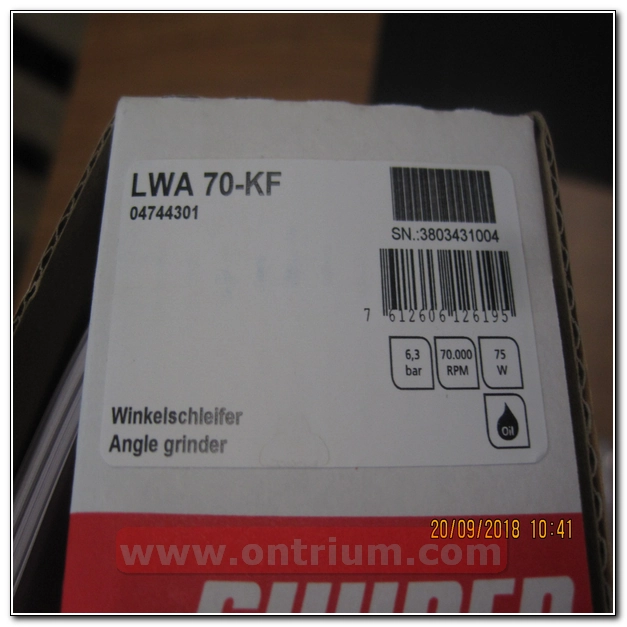 LWA 70-KF
04744301
SN.:3803431004
7 612606 126195
6,3 bar
70.000 RPM
75 W
Oil
Winkelschleifer
Angle grinder
20/09/2018 10:41
www.ontrium.com